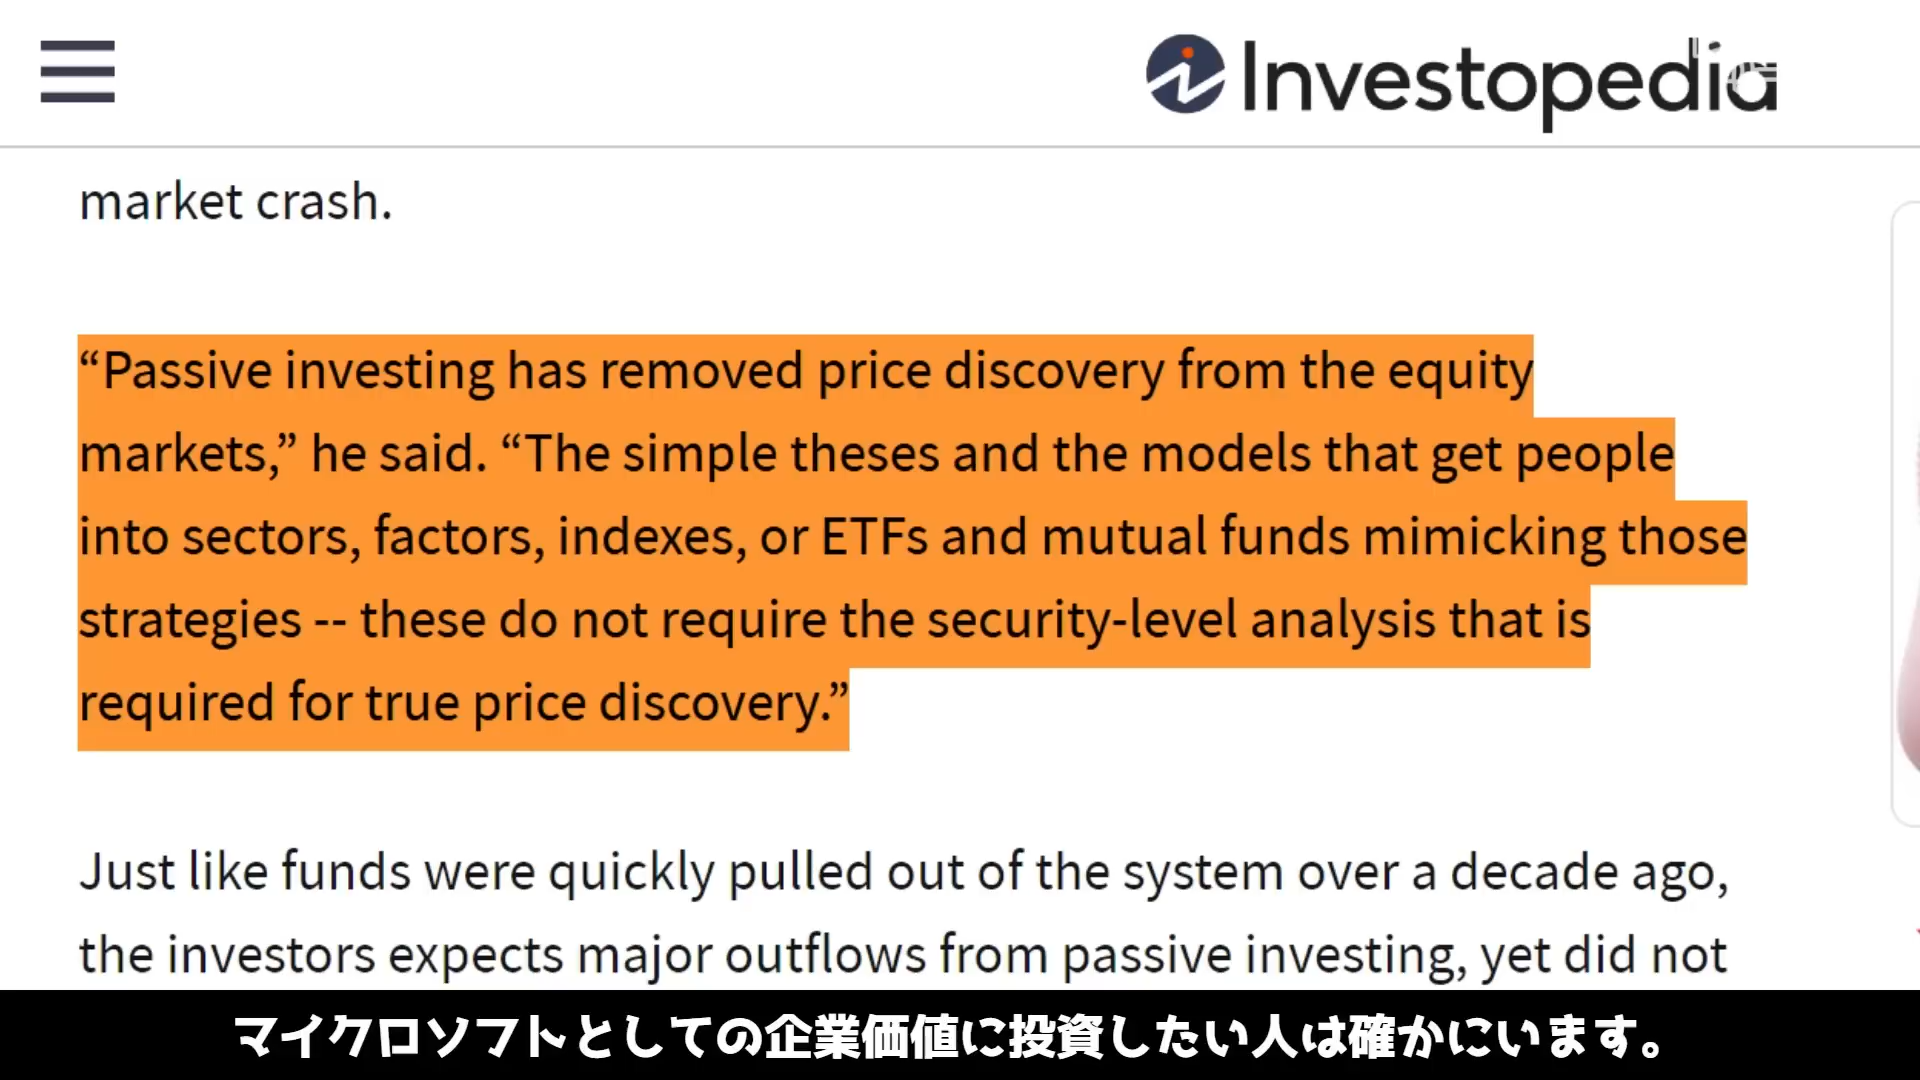 Investopedia
market crash.
“Passive investing has removed price discovery from the equity
markets,” he said. “The simple theses and the models that get people
into sectors, factors, indexes, or ETFs and mutual funds mimicking those
strategies -- these do not require the security-level analysis that is
required for true price discovery.”
Just like funds were quickly pulled out of the system over a decade ago,
the investors expects major outflows from passive investing, yet did not
マイクロソフトとしての企業価値に投資したい人は確かにいます。